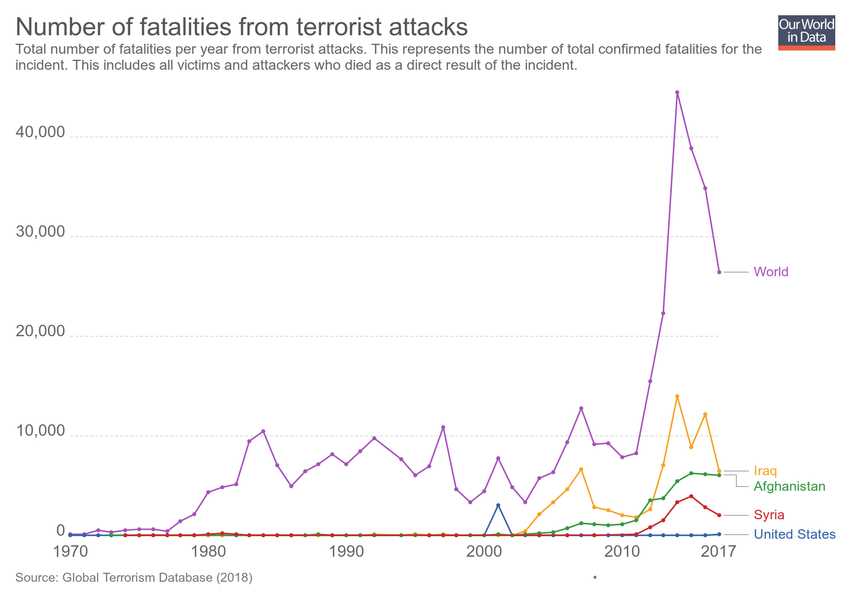 Number of fatalities from terrorist attacks
Our World
in Data
Total number of fatalities per year from terrorist attacks. This represents the number of total confirmed fatalities for the
incident. This includes all victims and attackers who died as a direct result of the incident.
40,000
30,000
World
20,000
10,000
Iraq
Afghanistan
Syria
0
United States
1970
1980
1990
2000
2010
2017
Source: Global Terrorism Database (2018)